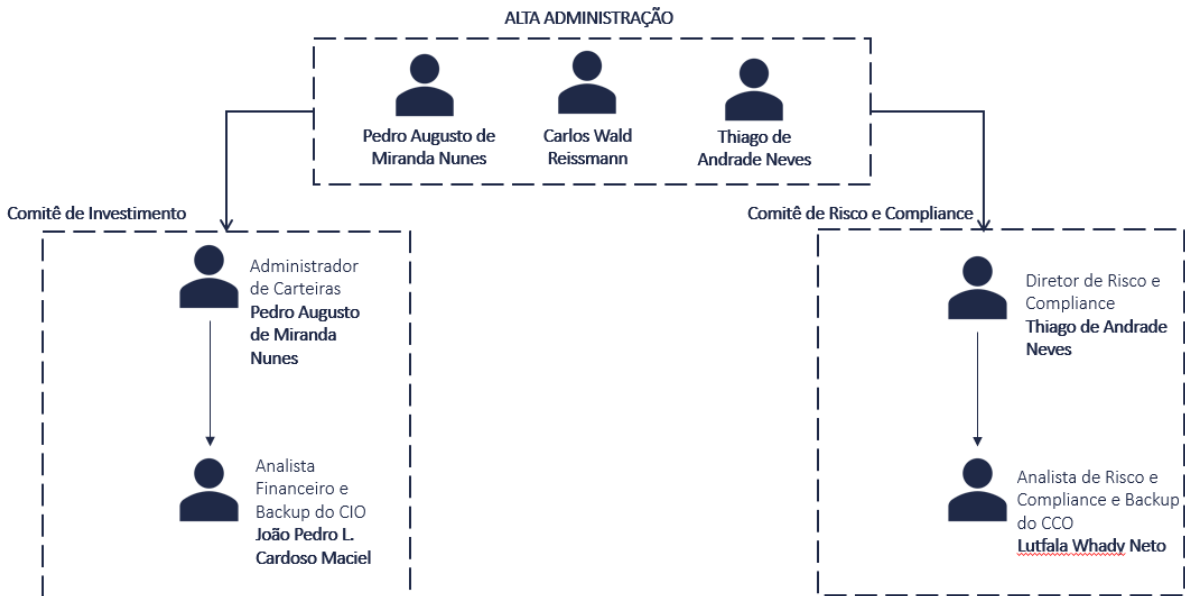 ALTA ADMINISTRAÇÃO
Pedro Augusto de
Miranda Nunes
Carlos Wald
Reissmann
Thiago de
Andrade Neves
Comitê de Investimento
Administrador
de Carteiras
Pedro Augusto
de Miranda
Nunes
Analista
Financeiro e
Backup do CIO
João Pedro L.
Cardoso Maciel
Comitê de Risco e Compliance
Diretor de Risco e
Compliance
Thiago de Andrade
Neves
Analista de Risco e
Compliance e Backup
do CCO
Lutfala Whady Neto